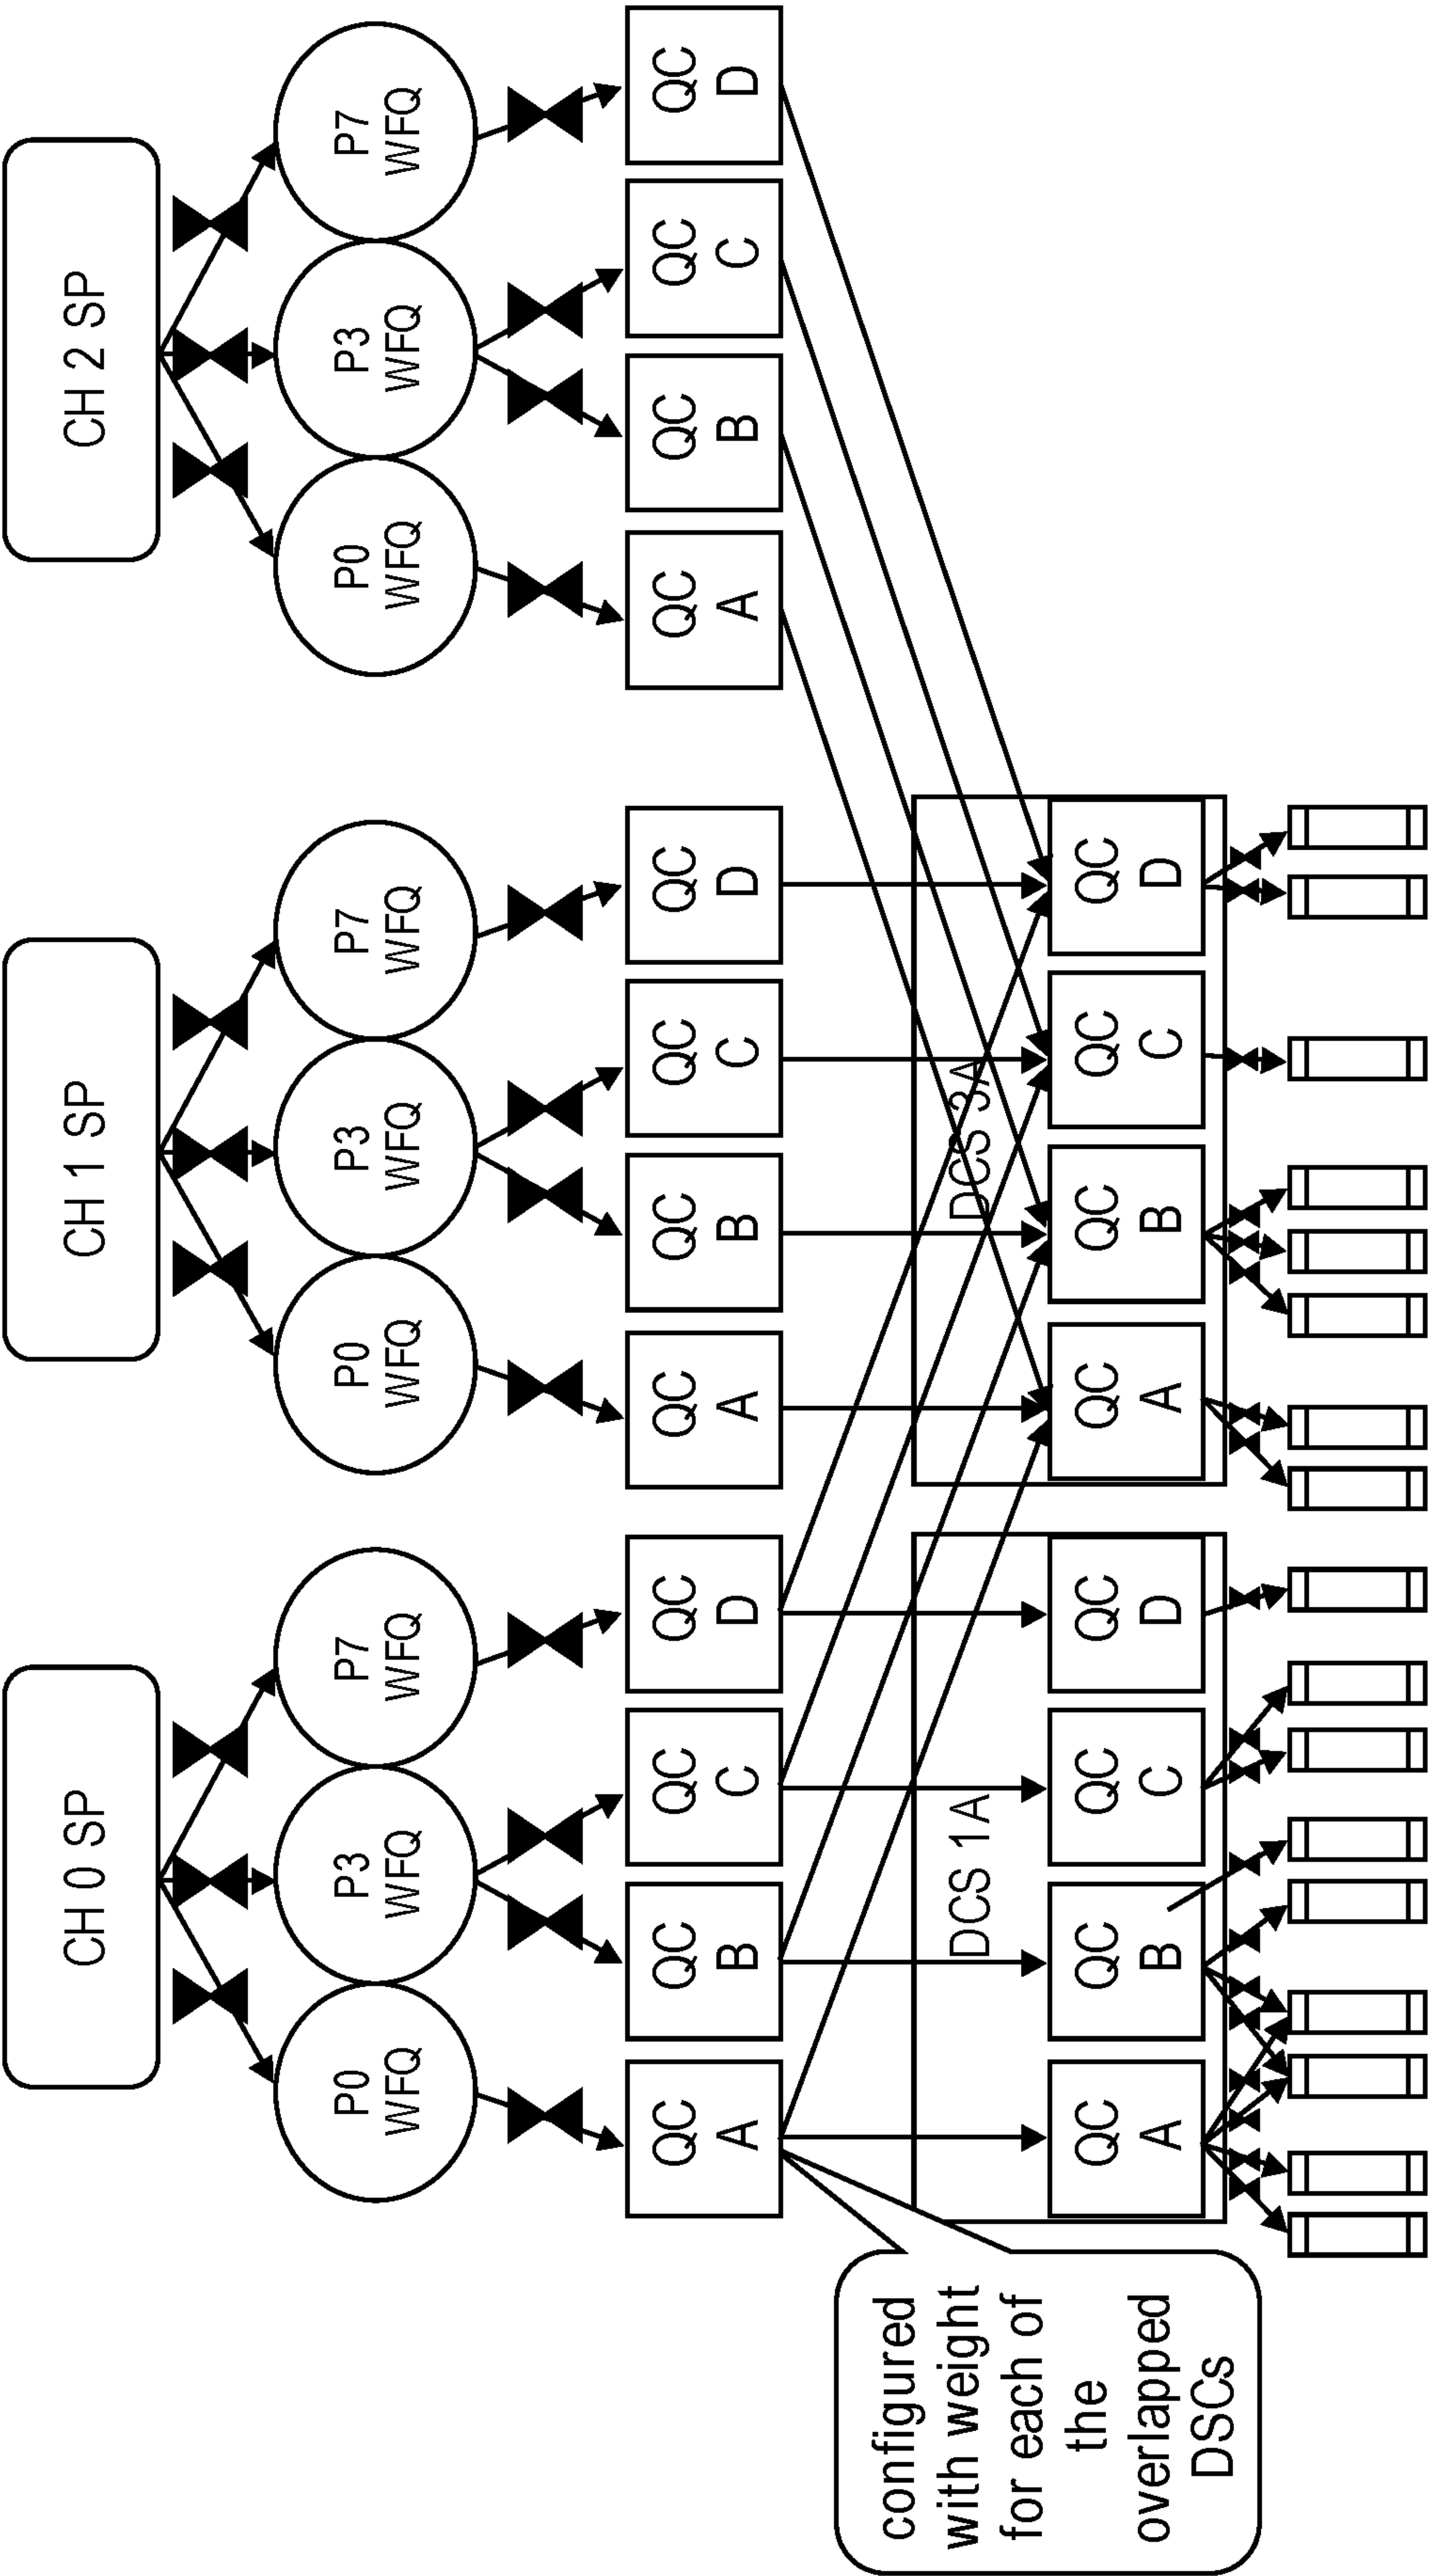 CH 0 SP
CH 1 SP
CH 2 SP
P0
WFQ
P3
WFQ
P7
WFQ
P0
WFQ
P3
WFQ
P7
WFQ
P0
WFQ
P3
WFQ
P7
WFQ
QC
A
QC
B
QC
C
QC
D
QC
A
QC
B
QC
C
QC
D
QC
A
QC
B
QC
C
QC
D
configured
with weight
for each of
the
overlapped
DSCs
DCS 1A
QC
A
QC
B
QC
C
QC
D
DCS 3A
QC
A
QC
B
QC
C
QC
D